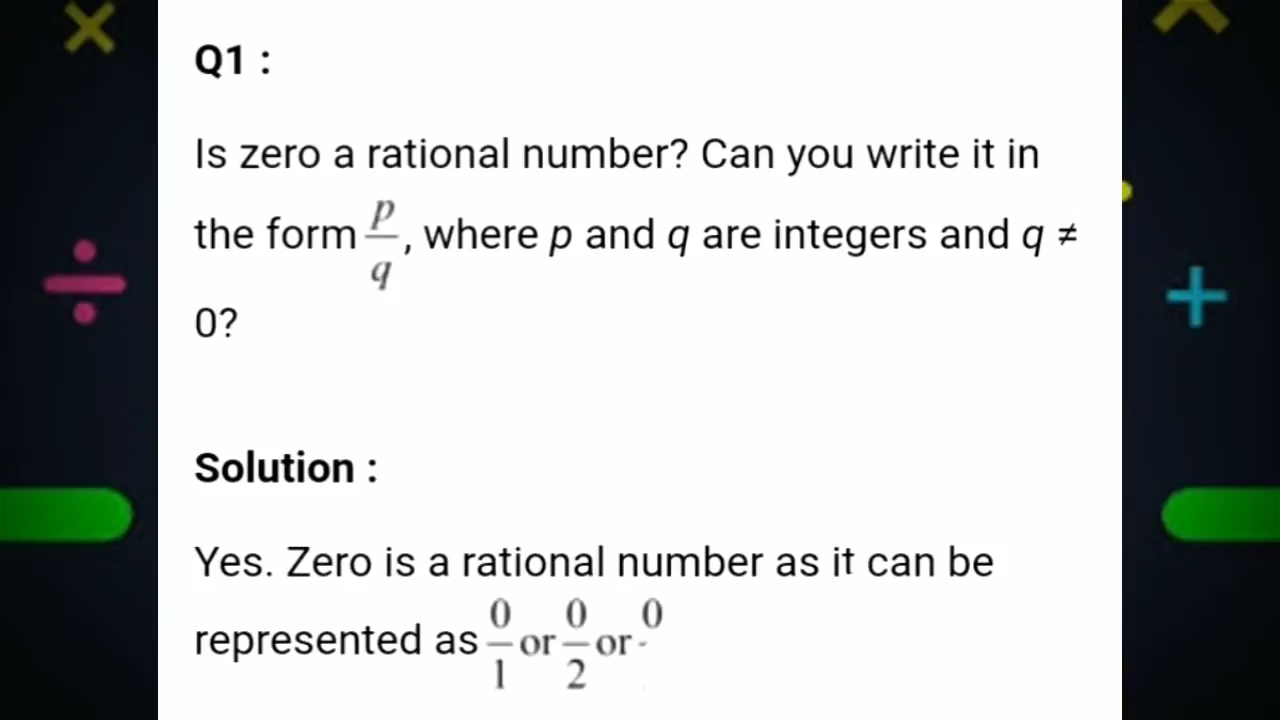 Q1 :
Is zero a rational number? Can you write it in
the form p/q, where p and q are integers and q ≠
0?
Solution :
Yes. Zero is a rational number as it can be
represented as 0/1 or 0/2 or 0